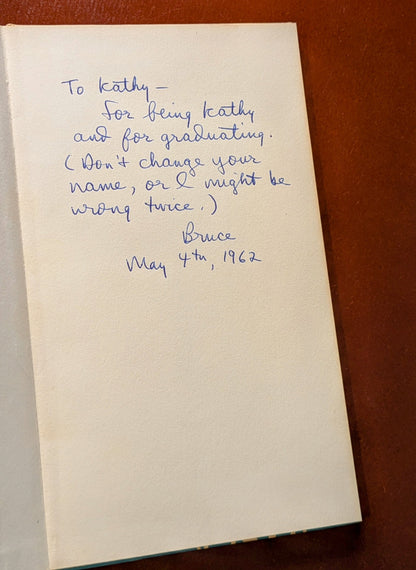 To Kathy—
For being Kathy
and for graduating.
(Don't change your
name, or I might be
wrong twice.)
Bruce
May 4th, 1962